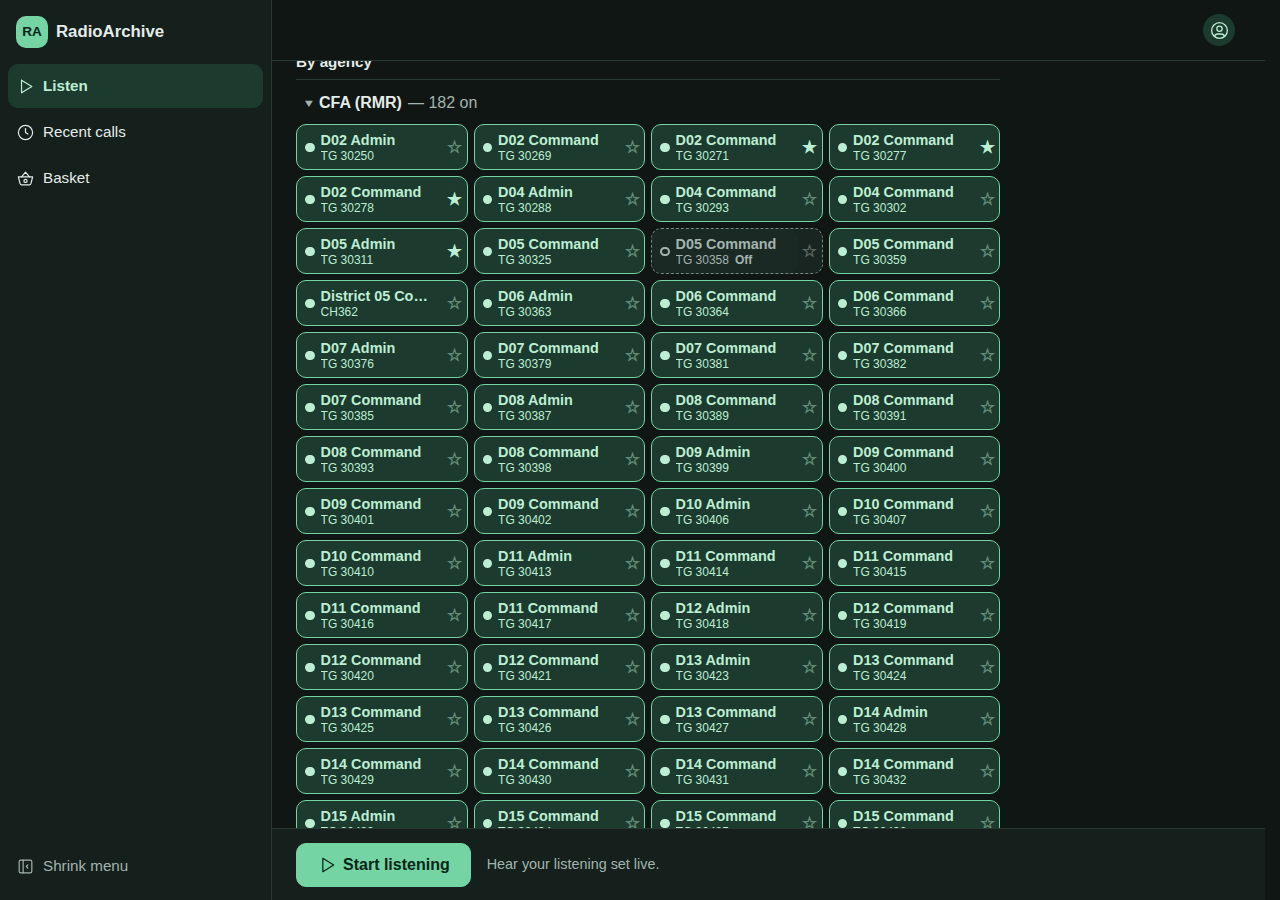 RA RadioArchive
Listen
Recent calls
Basket
Shrink menu
By agency
CFA (RMR) — 182 on
D02 Admin D02 Command D02 Command D02 Command
TG 30250 TG 30269 TG 30271 TG 30277
D02 Command D04 Admin D04 Command D04 Command
TG 30278 TG 30288 TG 30293 TG 30302
D05 Admin D05 Command D05 Command D05 Command
TG 30311 TG 30325 TG 30358 Off TG 30359
District 05 Co… D06 Admin D06 Command D06 Command
CH362 TG 30363 TG 30364 TG 30366
D07 Admin D07 Command D07 Command D07 Command
TG 30376 TG 30379 TG 30381 TG 30382
D07 Command D08 Admin D08 Command D08 Command
TG 30385 TG 30387 TG 30389 TG 30391
D08 Command D08 Command D09 Admin D09 Command
TG 30393 TG 30398 TG 30399 TG 30400
D09 Command D09 Command D10 Admin D10 Command
TG 30401 TG 30402 TG 30406 TG 30407
D10 Command D11 Admin D11 Command D11 Command
TG 30410 TG 30413 TG 30414 TG 30415
D11 Command D11 Command D12 Admin D12 Command
TG 30416 TG 30417 TG 30418 TG 30419
D12 Command D12 Command D13 Admin D13 Command
TG 30420 TG 30421 TG 30423 TG 30424
D13 Command D13 Command D13 Command D14 Admin
TG 30425 TG 30426 TG 30427 TG 30428
D14 Command D14 Command D14 Command D14 Command
TG 30429 TG 30430 TG 30431 TG 30432
D15 Admin D15 Command D15 Command D15 Command
Start listening Hear your listening set live.